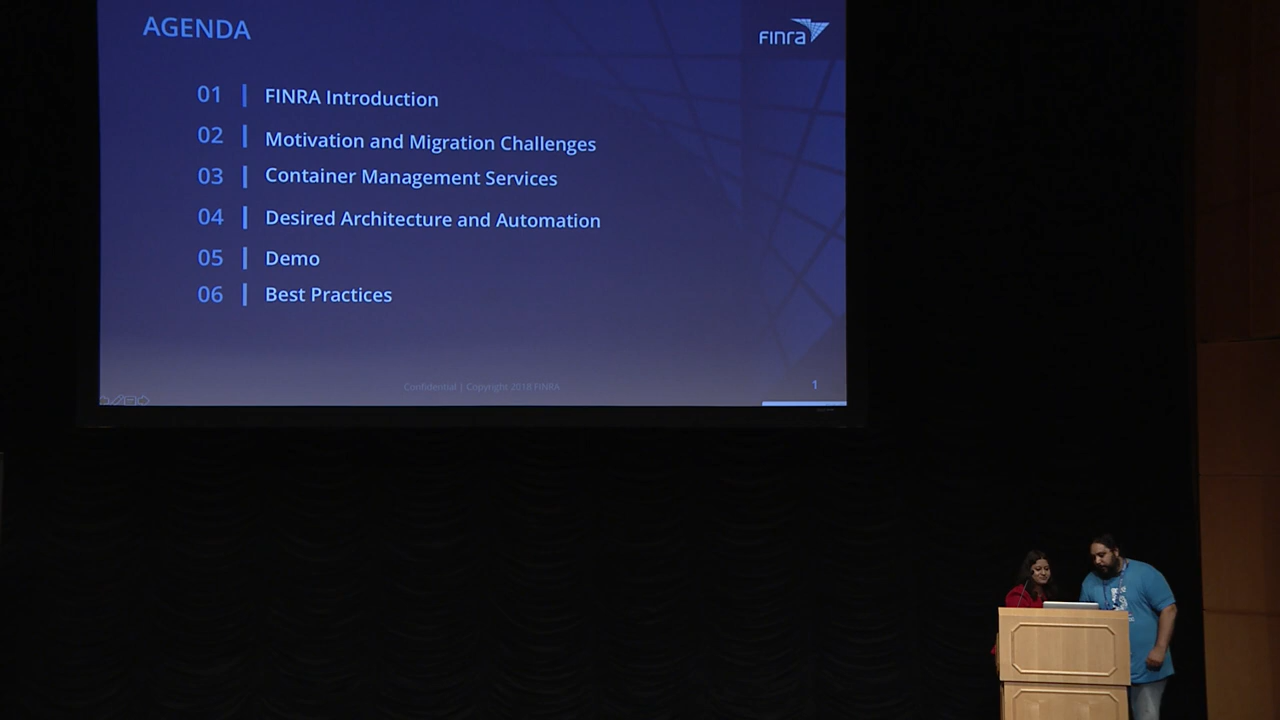 AGENDA
FINRA
01 | FINRA Introduction
02 | Motivation and Migration Challenges
03 | Container Management Services
04 | Desired Architecture and Automation
05 | Demo
06 | Best Practices
Confidential | Copyright 2018 FINRA
1